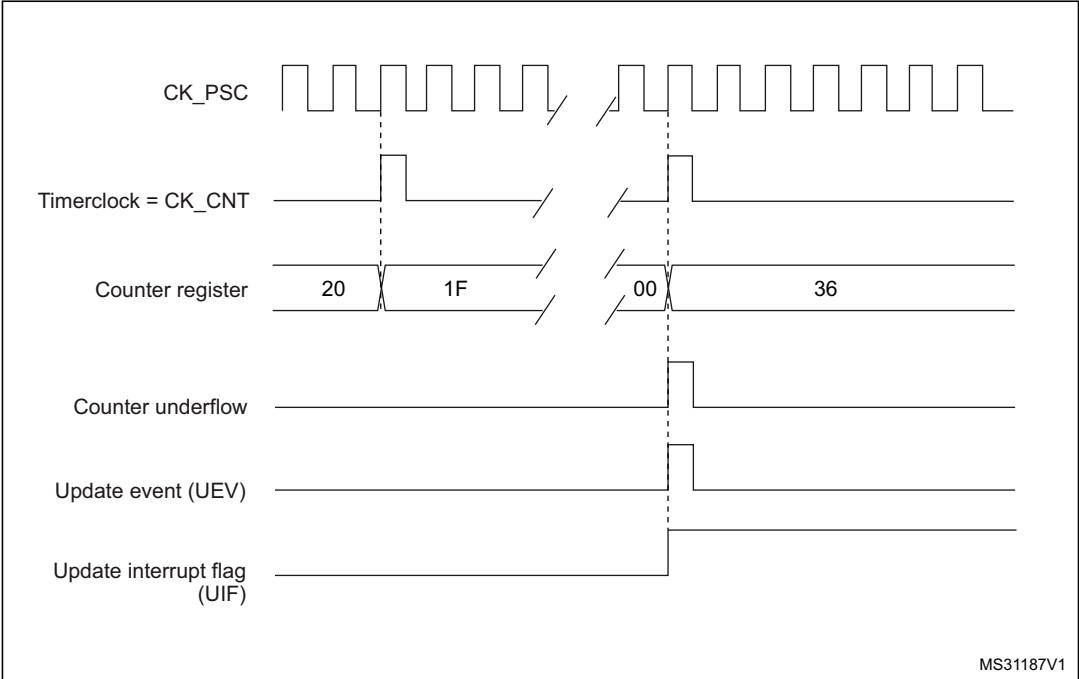 CK_PSC
Timerclock = CK_CNT
Counter register 20 1F 00 36
Counter underflow
Update event (UEV)
Update interrupt flag
(UIF)
MS31187V1